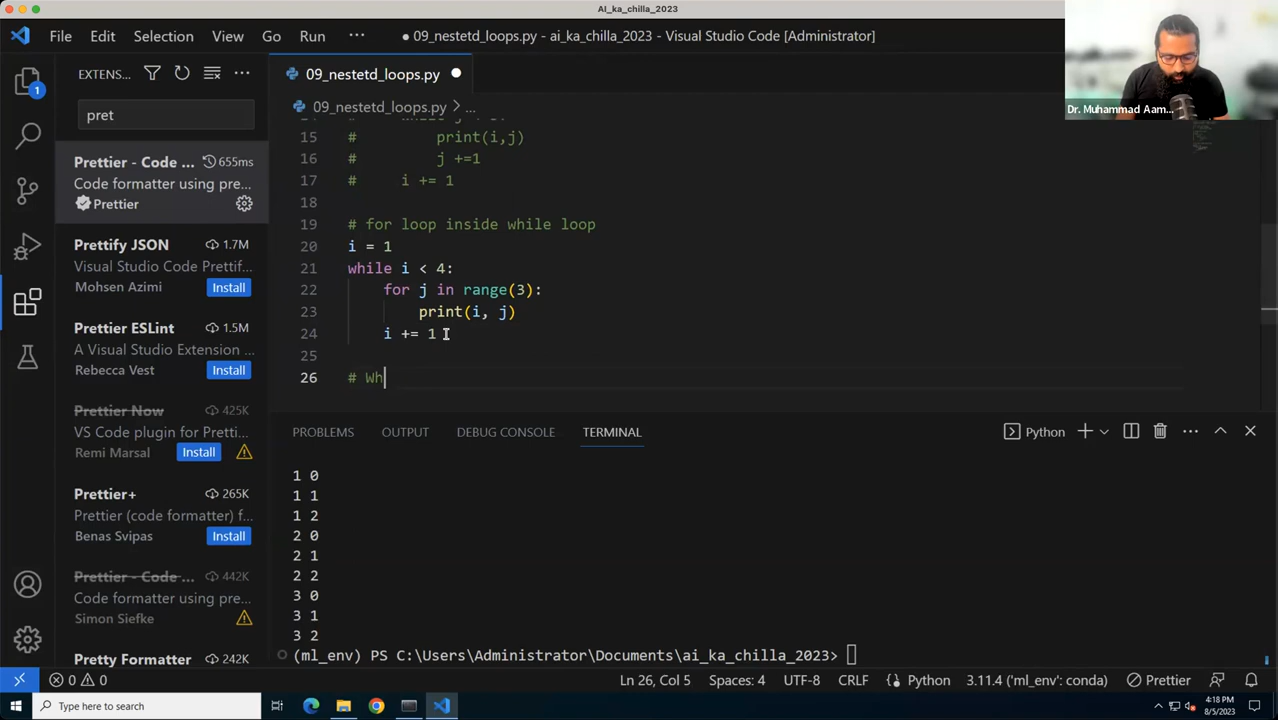 AI_ka_chilla_2023
File Edit Selection View Go Run ···
09_nestetd_loops.py - ai_ka_chilla_2023 - Visual Studio Code [Administrator]
Dr. Muhammad Aam...
EXTENS...
09_nestetd_loops.py
1
pret
09_nestetd_loops.py > ...
15 # print(i,j)
16 # j +=1
17 # i += 1
18
19 # for loop inside while loop
20 i = 1
21 while i < 4:
22 for j in range(3):
23 print(i, j)
24 i += 1
25
26 # Wh
Prettier - Code ... 655ms
Code formatter using pre...
Prettier
Prettify JSON 1.7M
Visual Studio Code Prettif...
Mohsen Azimi Install
Prettier ESLint 1.5M
A Visual Studio Extension ...
Rebecca Vest Install
Prettier Now 425K
VS Code plugin for Pretti...
Remi Marsal Install
Prettier+ 265K
Prettier (code formatter) f...
Benas Svipas Install
Prettier - Code ... 442K
Code formatter using pre...
Simon Siefke
Pretty Formatter 242K
PROBLEMS OUTPUT DEBUG CONSOLE TERMINAL
Python
1 0
1 1
1 2
2 0
2 1
2 2
3 0
3 1
3 2
(ml_env) PS C:\Users\Administrator\Documents\ai_ka_chilla_2023>
0 0 Ln 26, Col 5 Spaces: 4 UTF-8 CRLF Python 3.11.4 ('ml_env': conda) Prettier
Type here to search
4:18 PM
8/5/2023